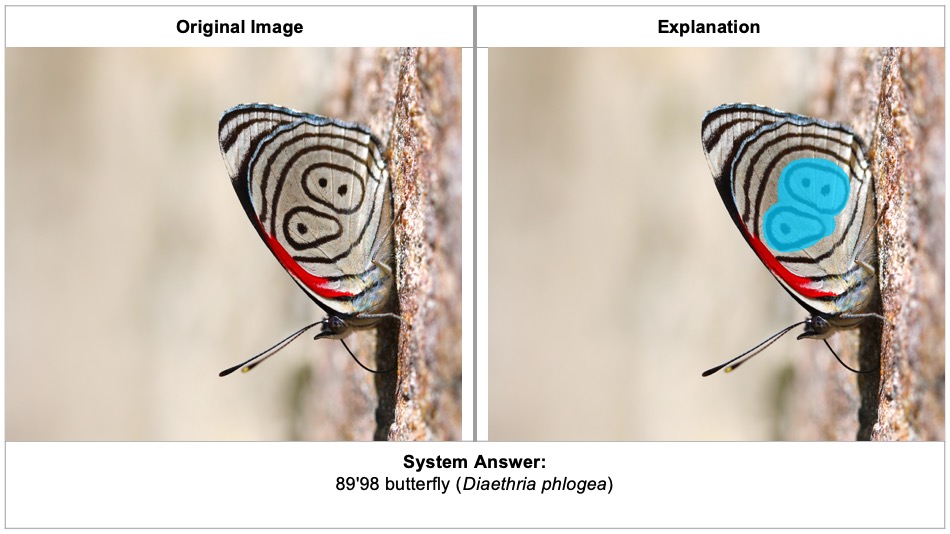 Original Image
Explanation
System Answer:
89'98 butterfly (Diaethria phlogea)